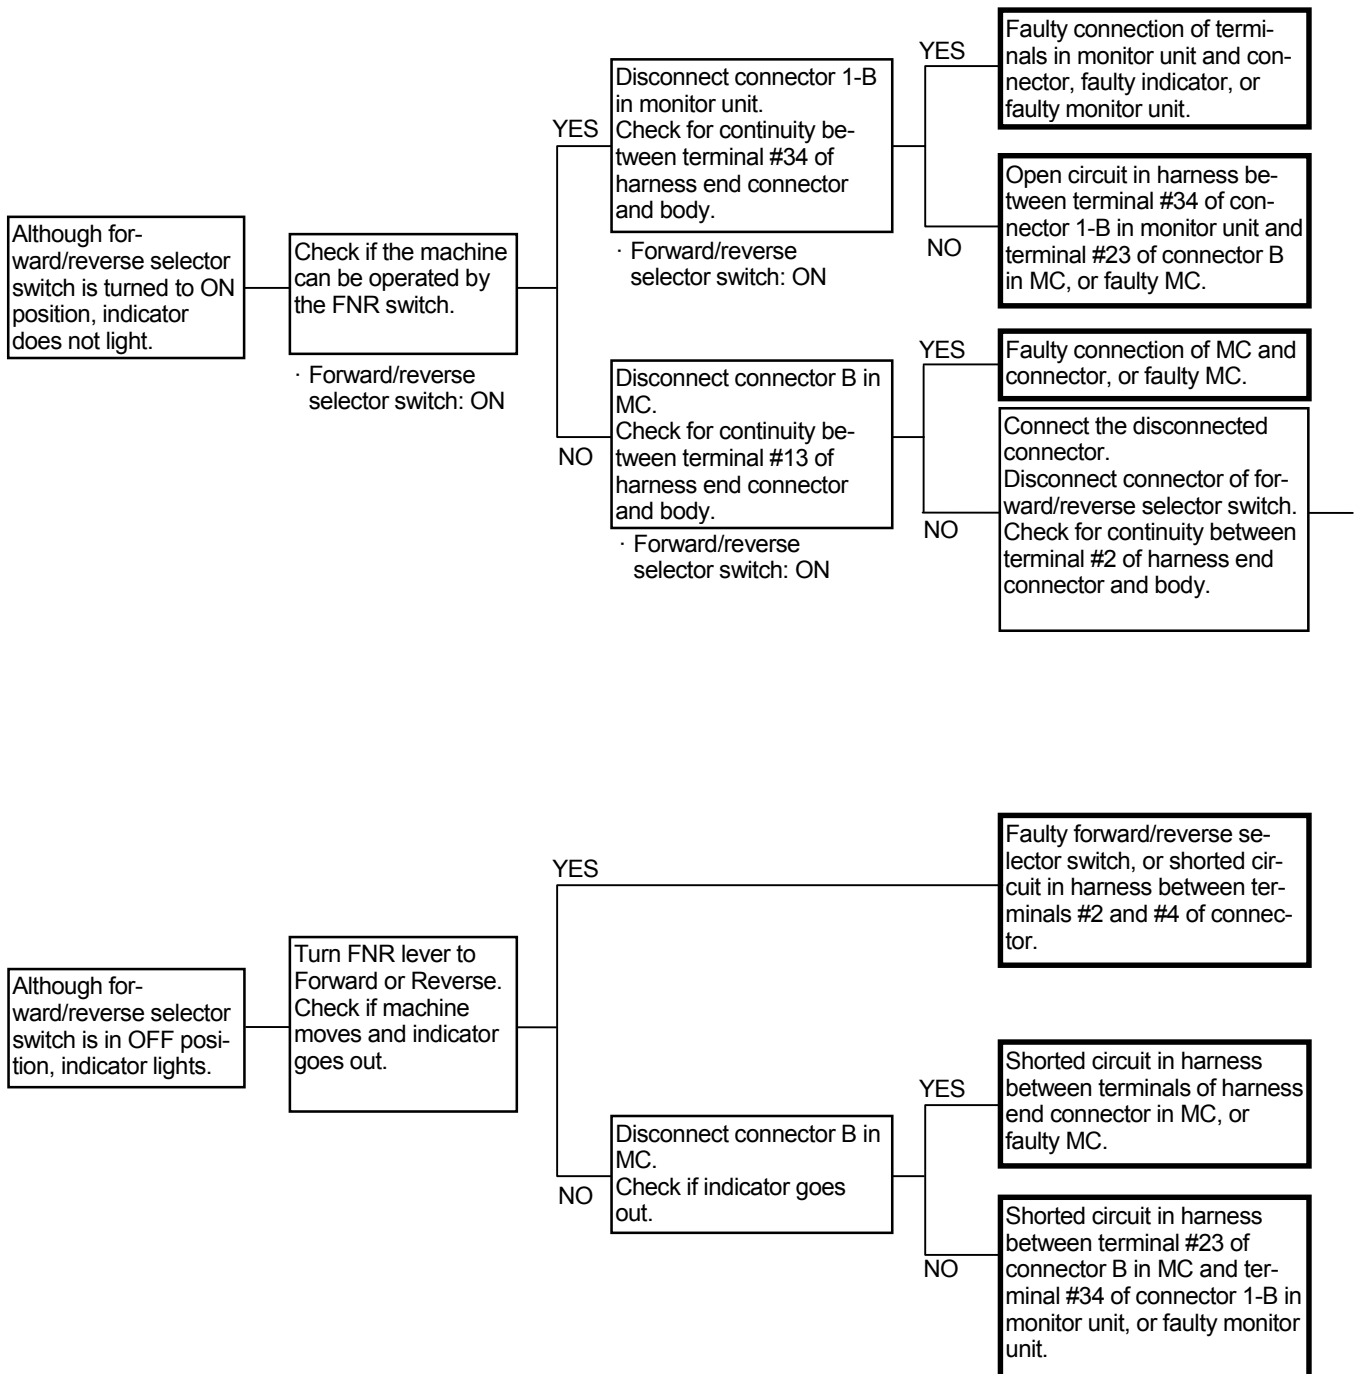 Although for-
ward/reverse selector
switch is turned to ON
position, indicator
does not light.
Check if the machine
can be operated by
the FNR switch.
· Forward/reverse
selector switch: ON
YES
Disconnect connector 1-B
in monitor unit.
Check for continuity be-
tween terminal #34 of
harness end connector
and body.
· Forward/reverse
selector switch: ON
YES
Faulty connection of termi-
nals in monitor unit and con-
nector, faulty indicator, or
faulty monitor unit.
NO
Open circuit in harness be-
tween terminal #34 of con-
nector 1-B in monitor unit and
terminal #23 of connector B
in MC, or faulty MC.
NO
Disconnect connector B in
MC.
Check for continuity be-
tween terminal #13 of
harness end connector
and body.
· Forward/reverse
selector switch: ON
YES
Faulty connection of MC and
connector, or faulty MC.
NO
Connect the disconnected
connector.
Disconnect connector of for-
ward/reverse selector switch.
Check for continuity between
terminal #2 of harness end
connector and body.
Although for-
ward/reverse selector
switch is in OFF posi-
tion, indicator lights.
Turn FNR lever to
Forward or Reverse.
Check if machine
moves and indicator
goes out.
YES
Faulty forward/reverse se-
lector switch, or shorted cir-
cuit in harness between ter-
minals #2 and #4 of connec-
tor.
NO
Disconnect connector B in
MC.
Check if indicator goes
out.
YES
Shorted circuit in harness
between terminals of harness
end connector in MC, or
faulty MC.
NO
Shorted circuit in harness
between terminal #23 of
connector B in MC and ter-
minal #34 of connector 1-B in
monitor unit, or faulty monitor
unit.